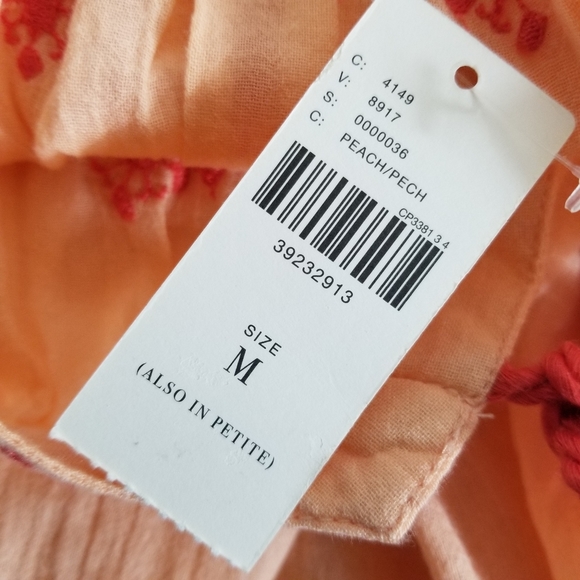 C: 4149
V: 8917
S: 0000036
C: PEACH/PECH
CP3381 3 4
39232913
SIZE
M
(ALSO IN PETITE)